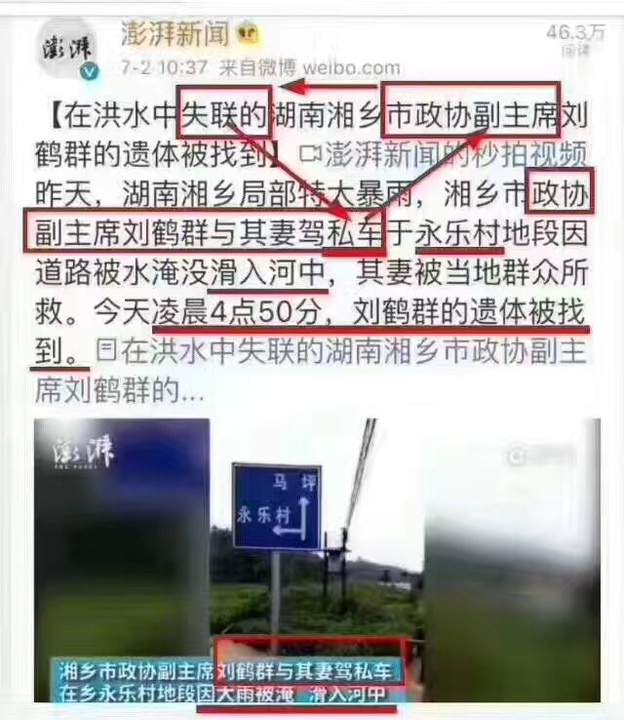 澎湃
澎湃新闻
46.3万
阅读
7-2 10:37 来自微博 weibo.com
【在洪水中失联的湖南湘乡市政协副主席刘
鹤群的遗体被找到】澎湃新闻的秒拍视频
昨天，湖南湘乡局部特大暴雨，湘乡市政协
副主席刘鹤群与其妻驾私车于永乐村地段因
道路被水淹没滑入河中，其妻被当地群众所
救。今天凌晨4点50分，刘鹤群的遗体被找
到。在洪水中失联的湖南湘乡市政协副主
席刘鹤群的...
澎湃
THE PAPER
马坪
永乐村
湘乡市政协副主席刘鹤群与其妻驾私车
在乡永乐村地段因大雨被淹 滑入河中